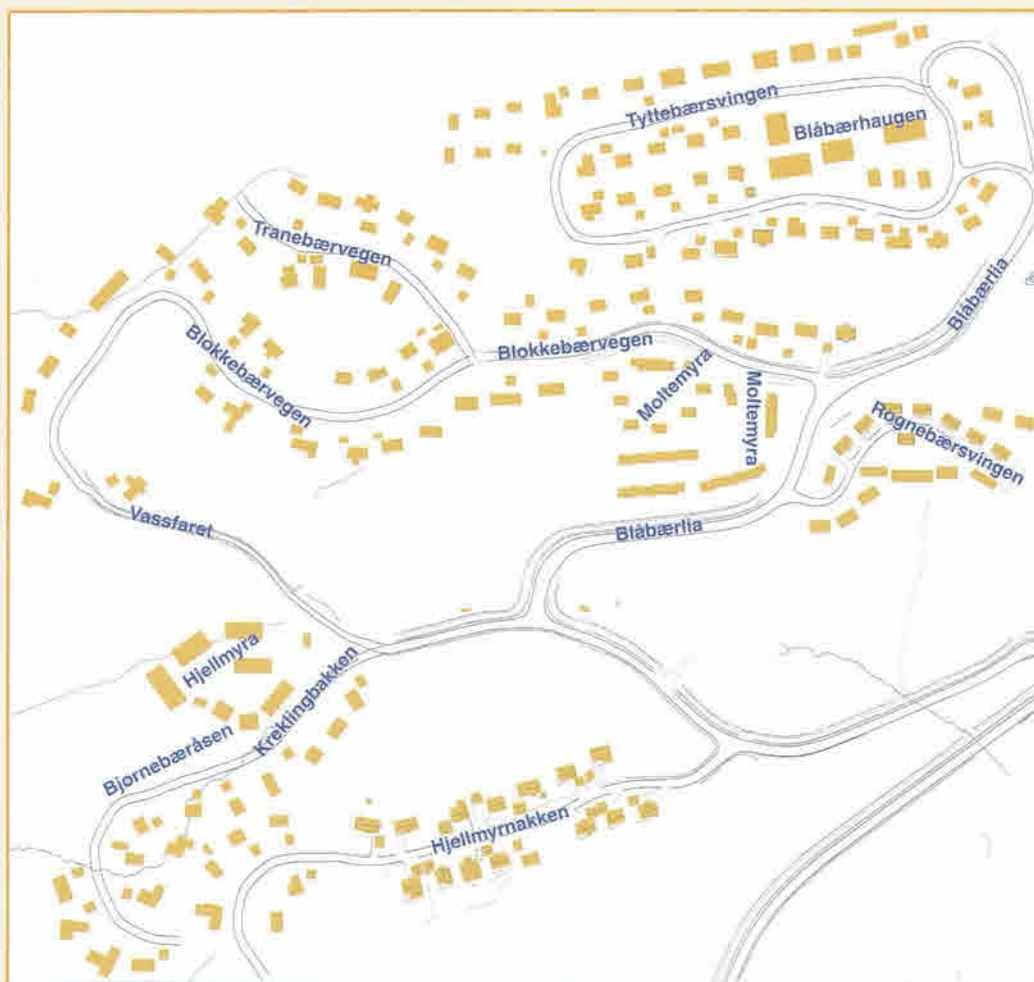 Tyttebærsvingen
Blåbærhaugen
Tranebærvegen
Blåbærlia
Blokkebærvegen
Blokkebærvegen
Moltemyra
Moltemyra
Rognebærsvingen
Vassfaret
Blåbærlia
Hjellmyra
Kreklingbakken
Bjørnebæråsen
Hjellmyrnakken